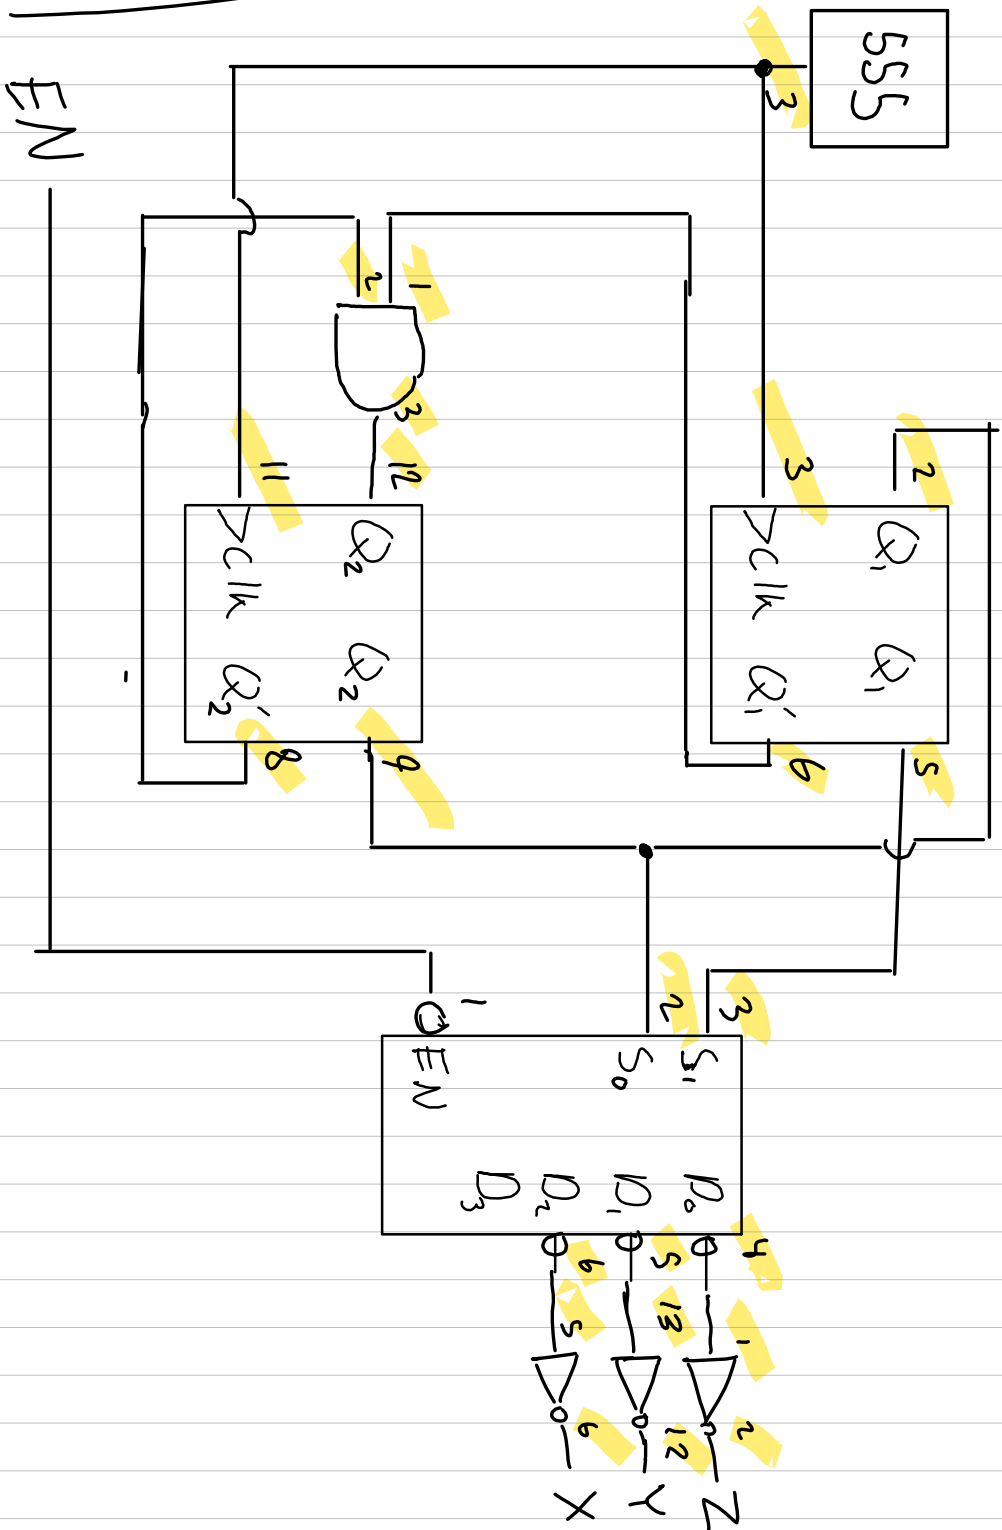 555
2 Q₁ Q₁ 5
3
3 Clk Q₁' 6
3 S₁ D₀ 4 1 2 Z
2 S₀ D₁ 5 13 12 Y
D₂ 6 5 6 X
D₃
1 EN
1
2
3 12 Q₂ Q₂ 9
11 Clk Q₂' 8
EN